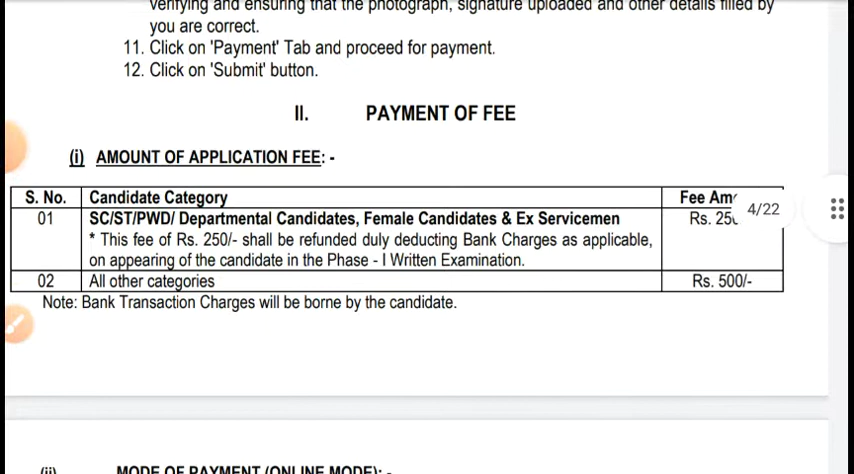 verifying and ensuring that the photograph, signature uploaded and other details filled by
you are correct.
11. Click on 'Payment' Tab and proceed for payment.
12. Click on 'Submit' button.
II. PAYMENT OF FEE
(i) AMOUNT OF APPLICATION FEE: -
S. No. Candidate Category Fee Am
01 SC/ST/PWD/ Departmental Candidates, Female Candidates & Ex Servicemen Rs. 25
4/22
* This fee of Rs. 250/- shall be refunded duly deducting Bank Charges as applicable,
on appearing of the candidate in the Phase - I Written Examination.
02 All other categories Rs. 500/-
Note: Bank Transaction Charges will be borne by the candidate.
(ii) MODE OF PAYMENT (ONLINE MODE): -